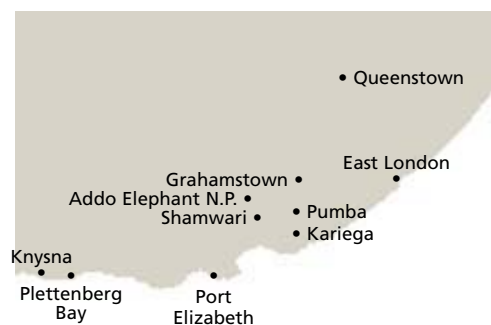 Queenstown
East London
Grahamstown
Addo Elephant N.P.
Shamwari
Pumba
Kariega
Knysna
Plettenberg
Bay
Port
Elizabeth